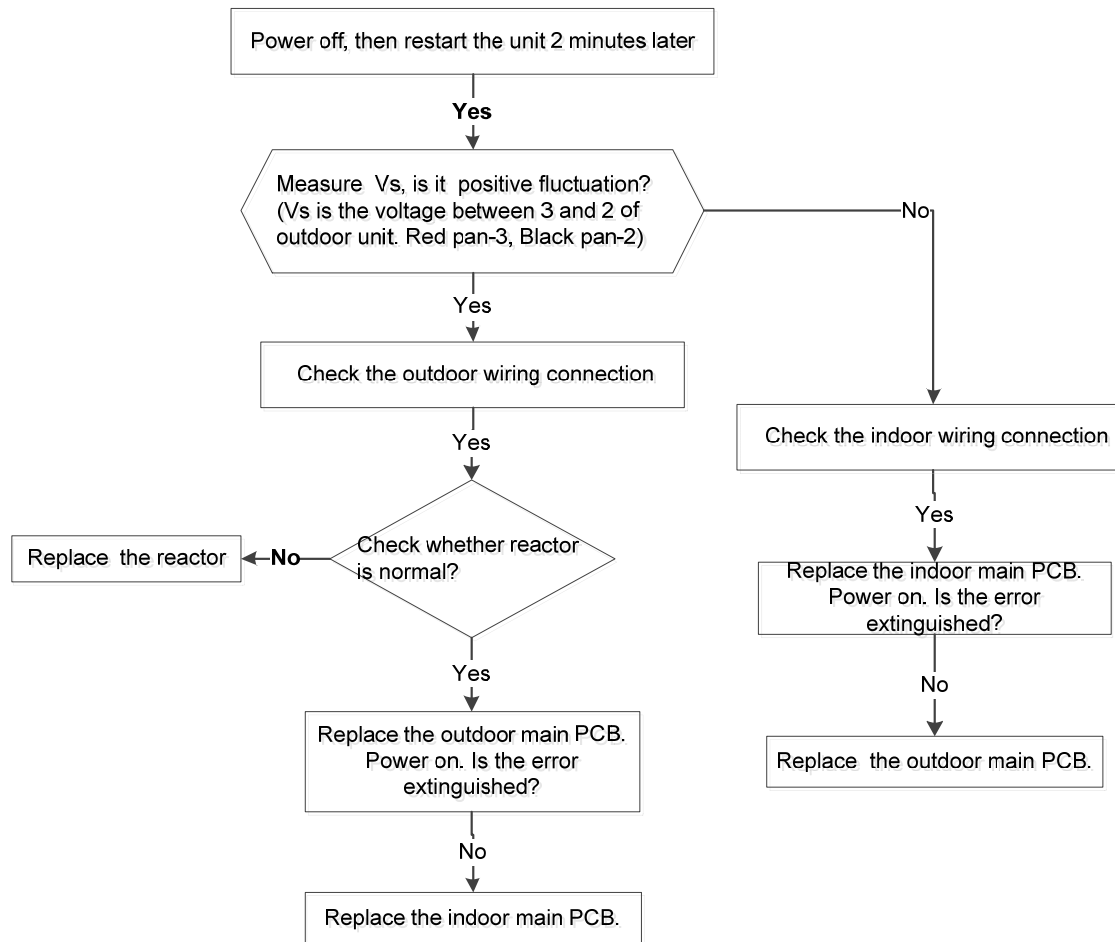 Power off, then restart the unit 2 minutes later
Yes
Measure Vs, is it positive fluctuation?
(Vs is the voltage between 3 and 2 of
outdoor unit. Red pan-3, Black pan-2)
No
Yes
Check the outdoor wiring connection
Check the indoor wiring connection
Yes
Yes
Check whether reactor
is normal?
No
Replace the reactor
Replace the indoor main PCB.
Power on. Is the error
extinguished?
Yes
No
Replace the outdoor main PCB.
Power on. Is the error
extinguished?
Replace the outdoor main PCB.
No
Replace the indoor main PCB.